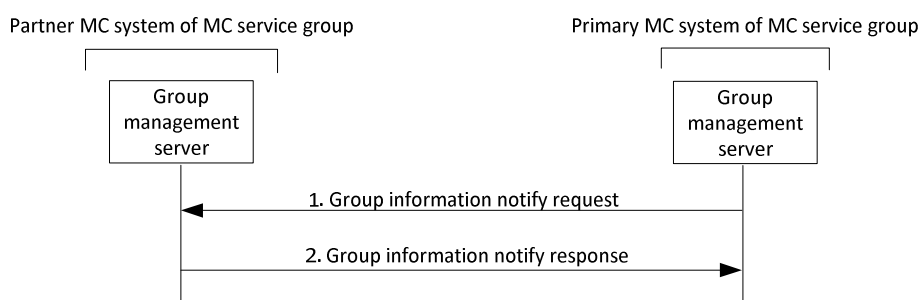 Partner MC system of MC service group
Primary MC system of MC service group
Group
management
server
Group
management
server
1. Group information notify request
2. Group information notify response